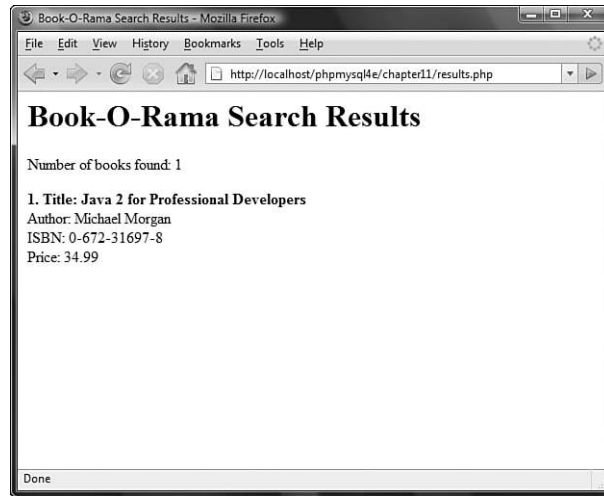 Book-O-Rama Search Results - Mozilla Firefox
File Edit View History Bookmarks Tools Help
http://localhost/phpmysql4e/chapter11/results.php
Book-O-Rama Search Results
Number of books found: 1
1. Title: Java 2 for Professional Developers
Author: Michael Morgan
ISBN: 0-672-31697-8
Price: 34.99
Done